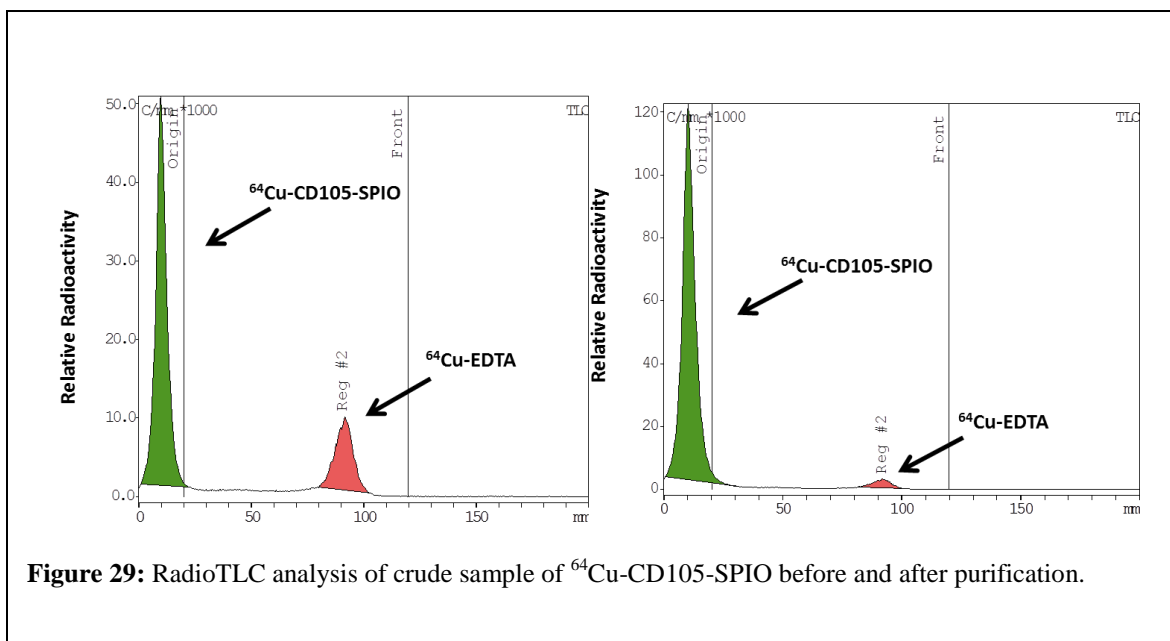 50.0
C/mm *1000
TLC
Origin
Front
40.0
⁶⁴Cu-CD105-SPIO
30.0
Relative Radioactivity
20.0
⁶⁴Cu-EDTA
Reg #2
10.0
0.0
0 50 100 150 mm
120
C/mm *1000
TLC
Origin
Front
100
80
⁶⁴Cu-CD105-SPIO
Relative Radioactivity
60
40
⁶⁴Cu-EDTA
Reg #2
20
0
0 50 100 150 mm
Figure 29: RadioTLC analysis of crude sample of ⁶⁴Cu-CD105-SPIO before and after purification.